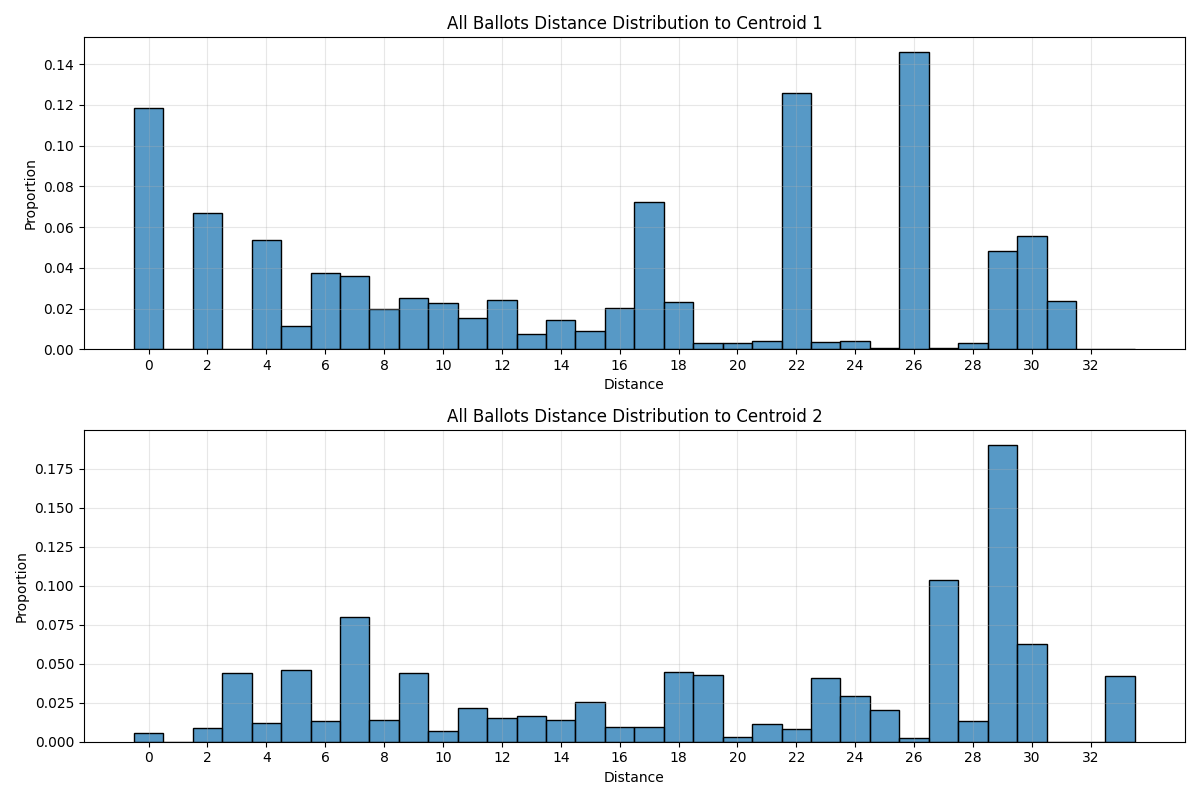 All Ballots Distance Distribution to Centroid 1
Proportion
0.14
0.12
0.10
0.08
0.06
0.04
0.02
0.00
0 2 4 6 8 10 12 14 16 18 20 22 24 26 28 30 32
Distance
All Ballots Distance Distribution to Centroid 2
Proportion
0.175
0.150
0.125
0.100
0.075
0.050
0.025
0.000
0 2 4 6 8 10 12 14 16 18 20 22 24 26 28 30 32
Distance